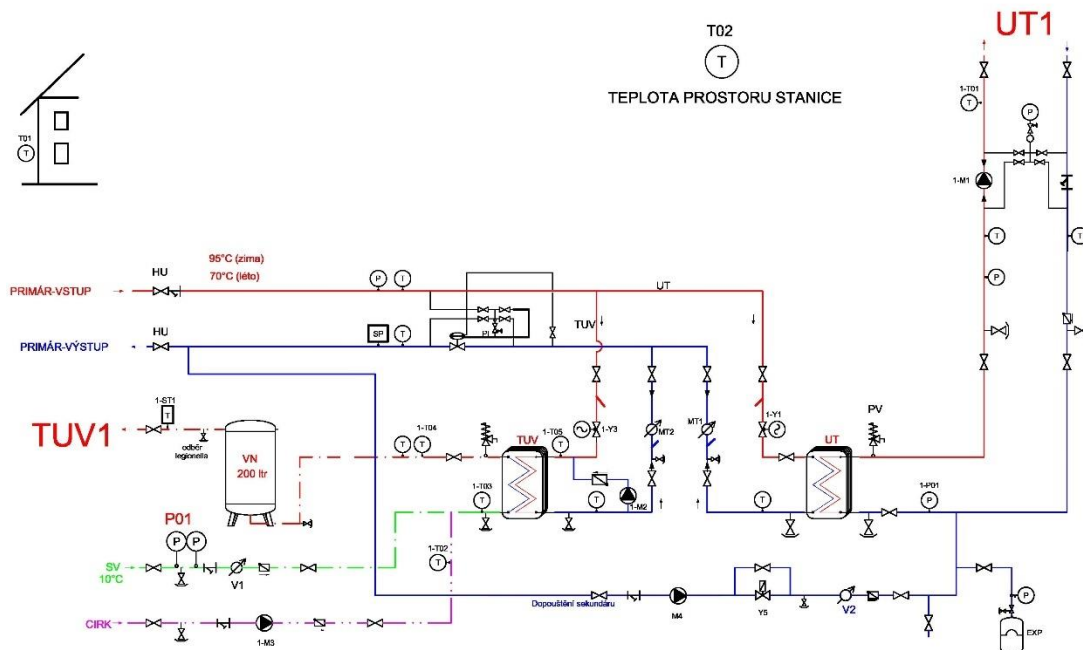 UT1
T02
T
TEPLOTA PROSTORU STANICE
1-T01
T
P
T01
T
1-M1
T
T
P
95°C (zima)
70°C (léto)
HU
P
T
UT
PRIMÁR-VSTUP
TUV
HU
SP
T
PI
PRIMÁR-VÝSTUP
1-ST1
T
TUV1
odběr
legionella
VN
200 ltr
T
1-T04
T
TUV
1-T05
T
1-Y3
MT2
MT1
1-Y1
UT
PV
1-T03
T
T
1-M2
T
1-P01
P
P01
P
P
1-T02
T
SV
10°C
V1
Dopouštění sekundáru
M4
Y5
V2
P
EXP
CIRK
1-M3